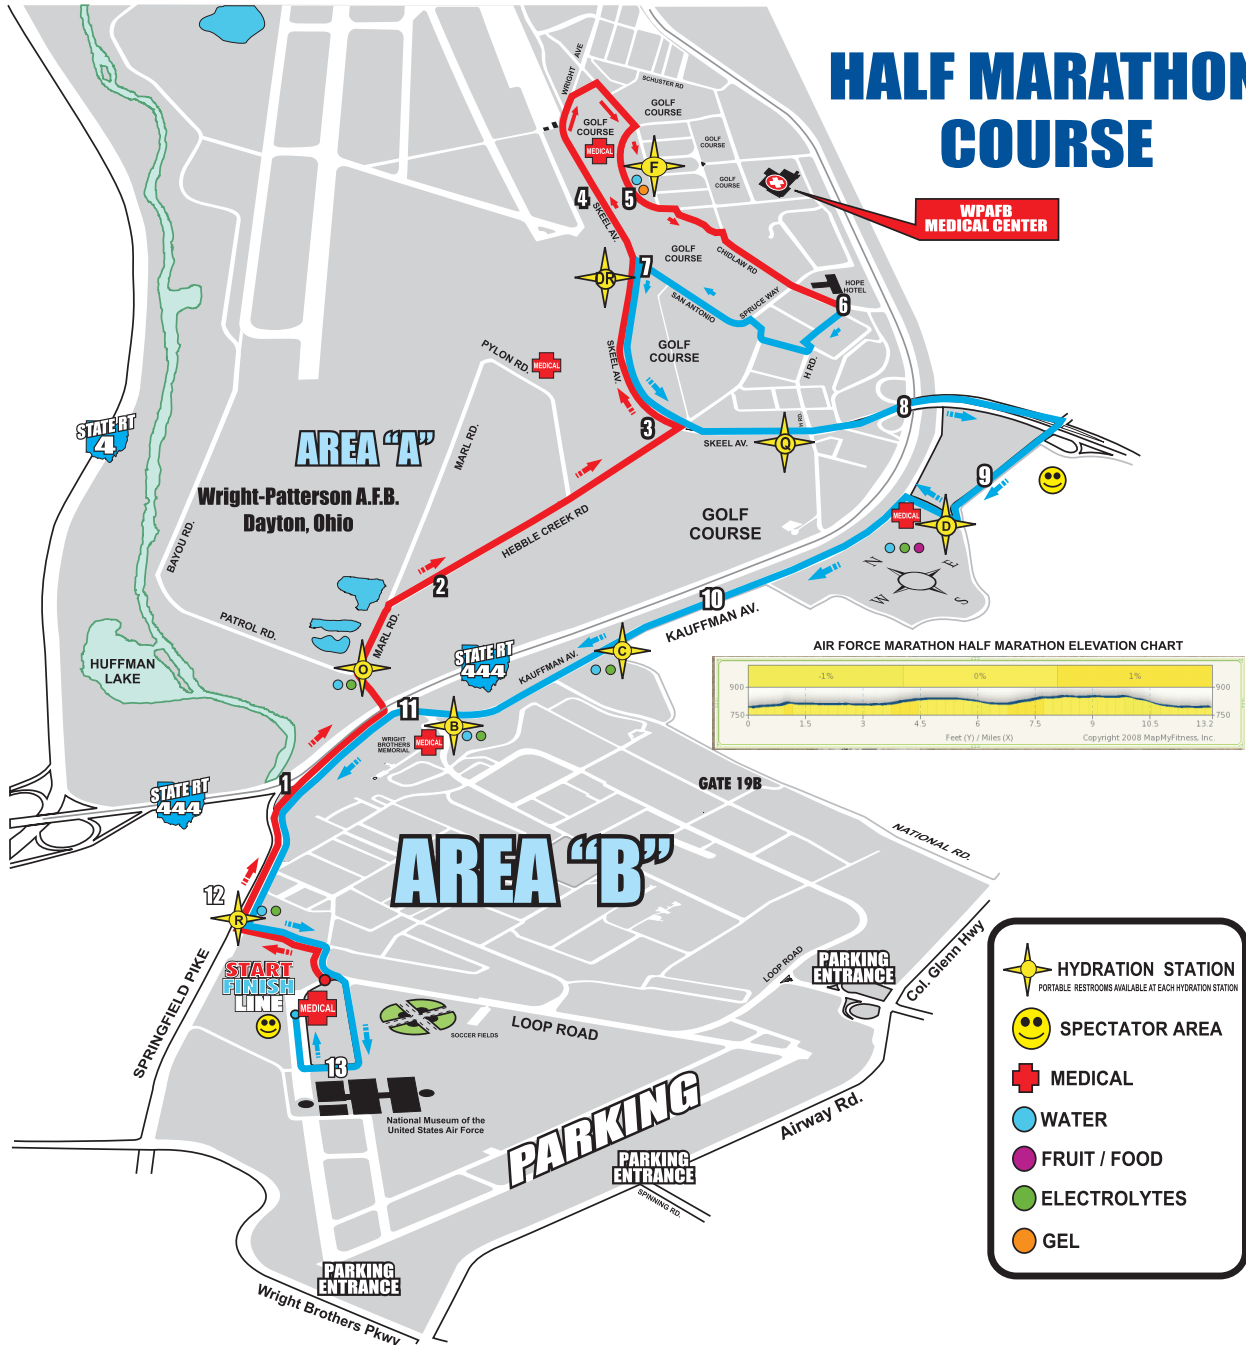 HALF MARATHON
COURSE
WRIGHT AVE
SCHUSTER RD
GOLF
COURSE
GOLF
COURSE
MEDICAL
GOLF
COURSE
GOLF
COURSE
F
WPAFB
MEDICAL CENTER
4
5
SKEEL AV.
GOLF
COURSE
CHIDLAW RD
7
DR
HOPE
HOTEL
6
SAN ANTONIO
SPRUCE WAY
SKEEL AV.
GOLF
COURSE
H RD.
PYLON RD.
MEDICAL
STATE RT
4
AREA "A"
MARL RD.
3
SKEEL AV.
Q
H RD.
8
9
Wright-Patterson A.F.B.
Dayton, Ohio
HEBBLE CREEK RD
GOLF
COURSE
MEDICAL
D
BAYOU RD.
2
N
E
W
S
10
KAUFFMAN AV.
PATROL RD.
MARL RD.
O
HUFFMAN
LAKE
STATE RT
444
KAUFFMAN AV.
C
AIR FORCE MARATHON HALF MARATHON ELEVATION CHART
-1%
0%
1%
900
900
750
750
0
1.5
3
4.5
6
7.5
9
10.5
13.2
Feet (Y) / Miles (X)
Copyright 2008 MapMyFitness, Inc.
11
B
WRIGHT
BROTHERS
MEMORIAL
MEDICAL
STATE RT
444
1
GATE 19B
NATIONAL RD.
AREA "B"
12
R
START
FINISH
LINE
MEDICAL
SPRINGFIELD PIKE
LOOP ROAD
PARKING
ENTRANCE
Col. Glenn Hwy
SOCCER FIELDS
LOOP ROAD
13
National Museum of the
United States Air Force
PARKING
Airway Rd.
PARKING
ENTRANCE
SPINNING RD.
PARKING
ENTRANCE
Wright Brothers Pkwy
HYDRATION STATION
PORTABLE RESTROOMS AVAILABLE AT EACH HYDRATION STATION
SPECTATOR AREA
MEDICAL
WATER
FRUIT / FOOD
ELECTROLYTES
GEL